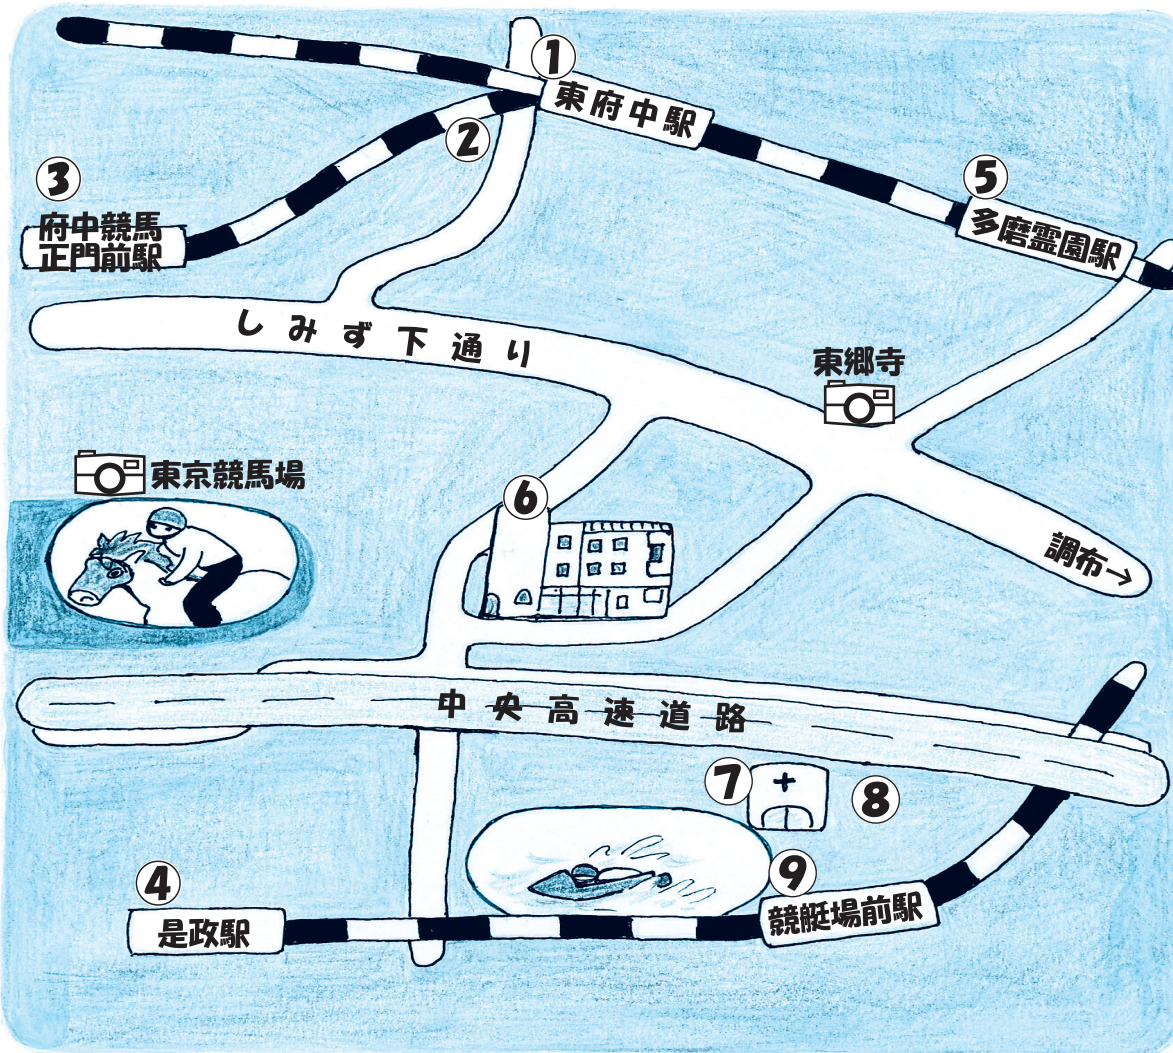 ①
東府中駅
②
③
府中競馬
正門前駅
⑤
多磨霊園駅
しみず下通り
東郷寺
東京競馬場
⑥
調布→
中央高速道路
⑦
⑧
④
是政駅
⑨
競艇場前駅